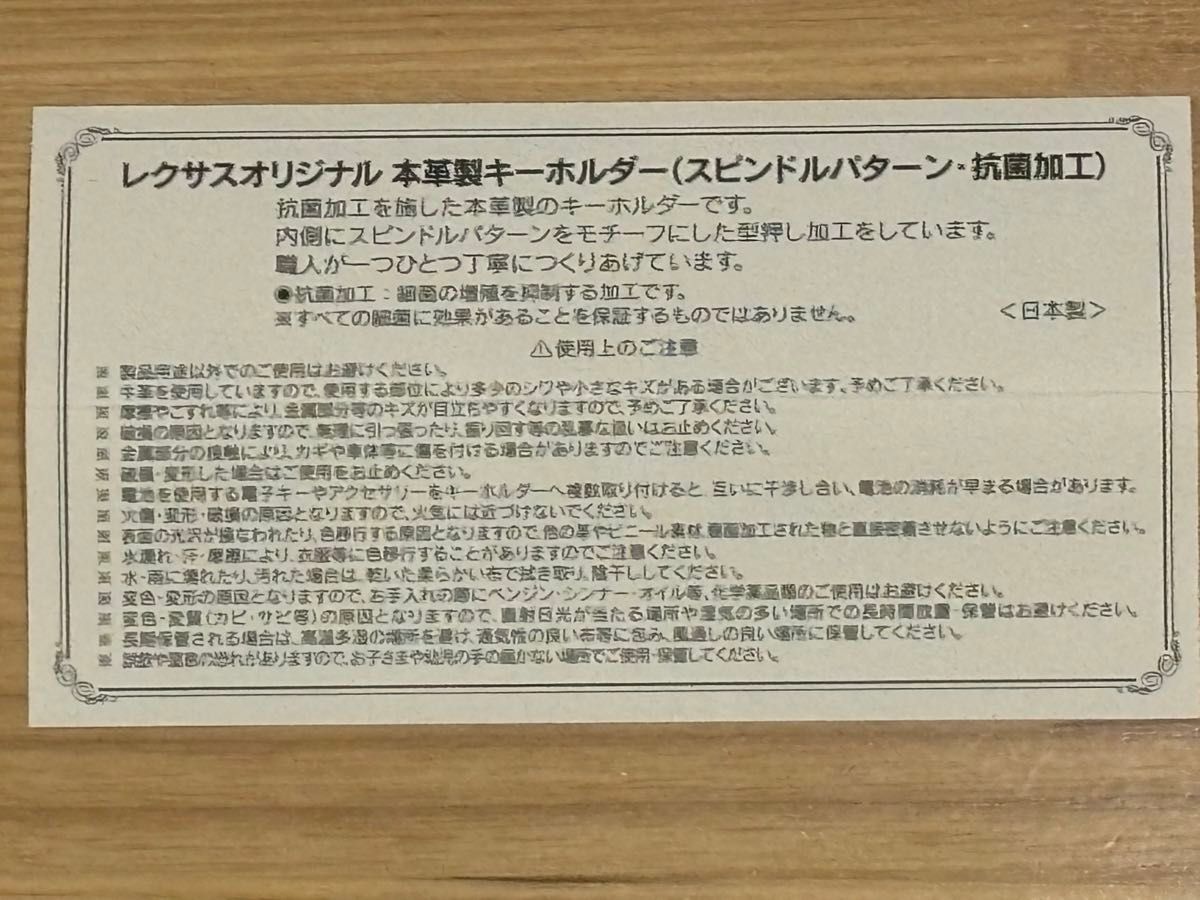 レクサスオリジナル 本革製キーホルダー(スピンドルパターン・抗菌加工)
抗菌加工を施した本革製のキーホルダーです。
内側にスピンドルパターンをモチーフにした型押し加工をしています。
職人が一つひとつ丁寧につくりあげています。
●抗菌加工:細菌の増殖を抑制する加工です。
※すべての細菌に効果があることを保証するものではありません。
<日本製>
⚠使用上のご注意
※ 製品用途以外でのご使用はお避けください。
※ 本革を使用していますので、使用する部位により多少のシワや小さなキズがある場合がございます、予めご了承ください。
※ 摩擦やこすれ等により、金属部分等のキズが目立ちやすくなりますので、予めご了承ください。
※ 破損の原因となりますので、無理に引っ張ったり、振り回す等の乱暴な扱いはお止めください。
※ 金属部分の接触により、カギや車体等に傷を付ける場合がありますのでご注意ください。
※ 破損・変形した場合はご使用をお止めください。
※ 電池を使用する電子キーやアクセサリーをキーホルダーへ複数取り付けると、互いに干渉し合い、電池の消耗が早まる場合があります。
※ 火傷・変形・破損の原因となりますので、火気には近づけないでください。
※ 表面の光沢が損なわれたり、色移行する原因となりますので、他の革やビニール素材、表面加工された物と直接密着させないようにご注意ください。
※ 水濡れ・汗・摩擦により、衣服等に色移行することがありますのでご注意ください。
※ 水・雨に濡れたり、汚れた場合は、乾いた柔らかい布で拭き取り、陰干ししてください。
※ 変色・変形の原因となりますので、お手入れの際にベンジン・シンナー・オイル等、化学薬品類のご使用はお避けください。
※ 変色・変質(カビ・サビ等)の原因となりますので、直射日光が当たる場所や湿気の多い場所での長時間放置・保管はお避けください。
※ 長期保管される場合は、高温多湿の場所を避け、通気性の良い布等に包み、風通しの良い場所に保管してください。
※ 誤飲や窒息の恐れがありますので、お子さまや幼児の手の届かない場所でご使用・保管してください。